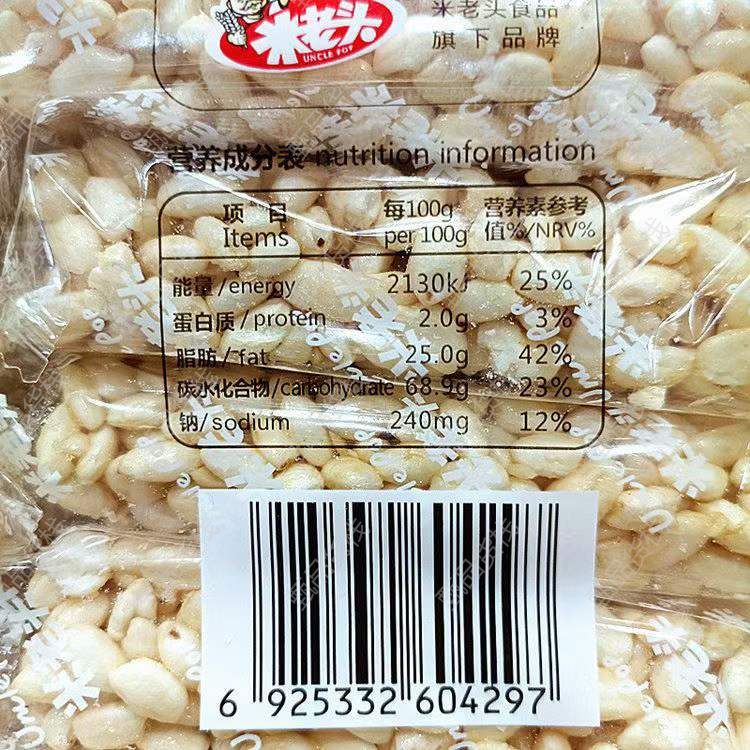 米老头
UNCLE POP
米老头食品
旗下品牌
营养成分表 nutrition information
项目 每100g 营养素参考
Items per 100g 值%/NRV%
能量/energy 2130kJ 25%
蛋白质/protein 2.0g 3%
脂肪/fat 25.0g 42%
碳水化合物/carbohydrate 68.9g 23%
钠/sodium 240mg 12%
6 925332 604297